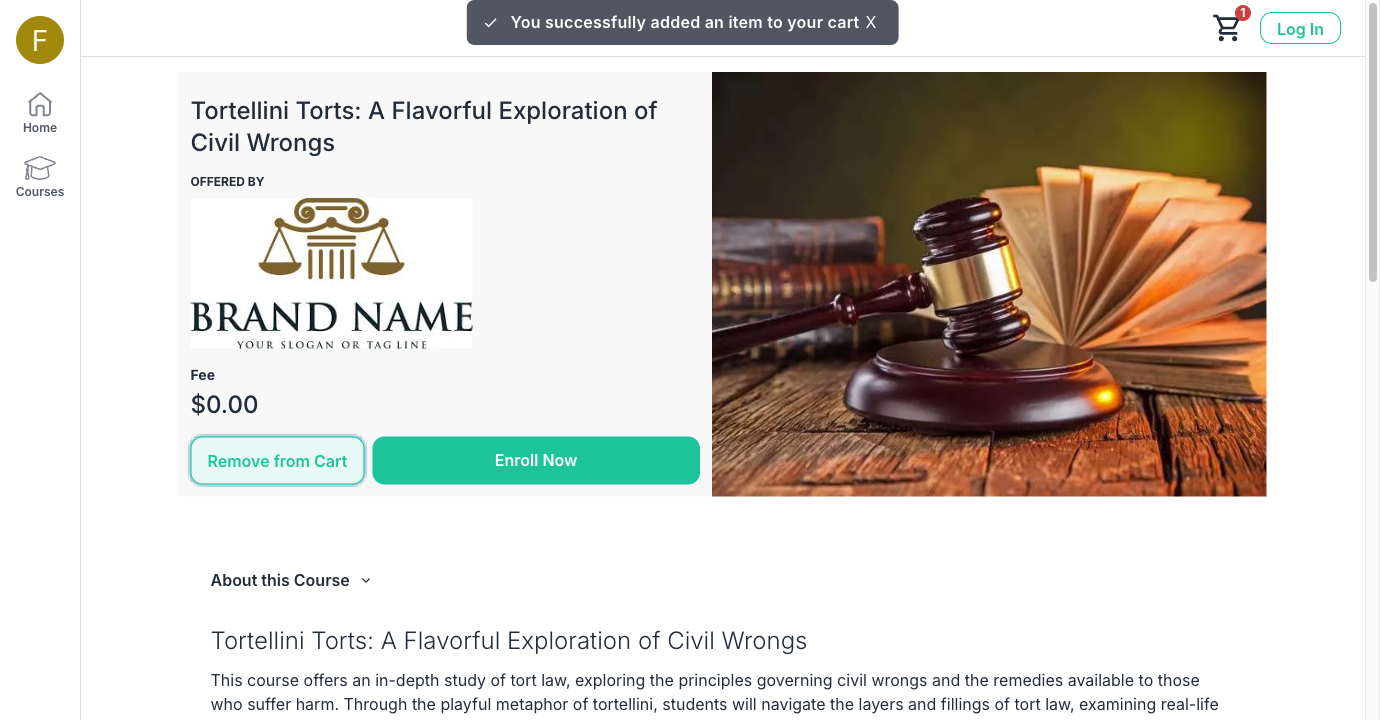 F
Home
Courses
You successfully added an item to your cart X
1
Log In
Tortellini Torts: A Flavorful Exploration of
Civil Wrongs
OFFERED BY
BRAND NAME
YOUR SLOGAN OR TAG LINE
Fee
$0.00
Remove from Cart
Enroll Now
About this Course
Tortellini Torts: A Flavorful Exploration of Civil Wrongs
This course offers an in-depth study of tort law, exploring the principles governing civil wrongs and the remedies available to those
who suffer harm. Through the playful metaphor of tortellini, students will navigate the layers and fillings of tort law, examining real-life